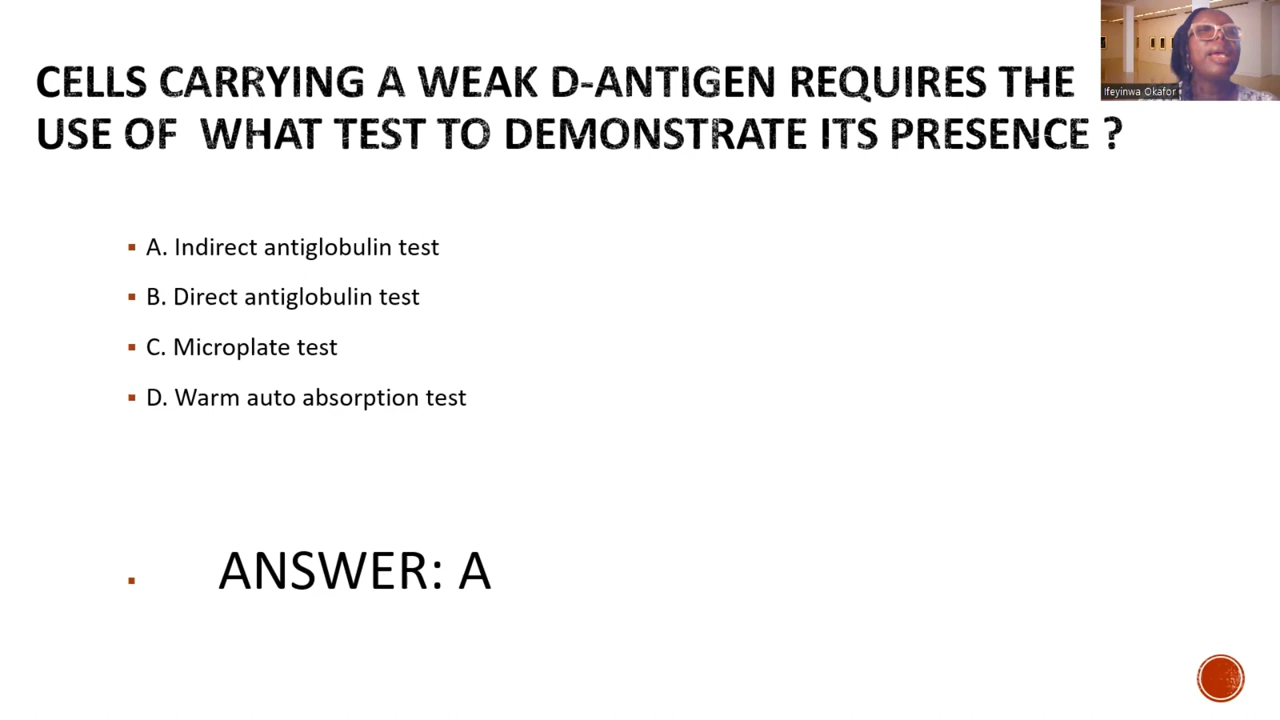 CELLS CARRYING A WEAK D-ANTIGEN REQUIRES THE
USE OF WHAT TEST TO DEMONSTRATE ITS PRESENCE ?
Ifeyinwa Okafor
A. Indirect antiglobulin test
B. Direct antiglobulin test
C. Microplate test
D. Warm auto absorption test
ANSWER: A